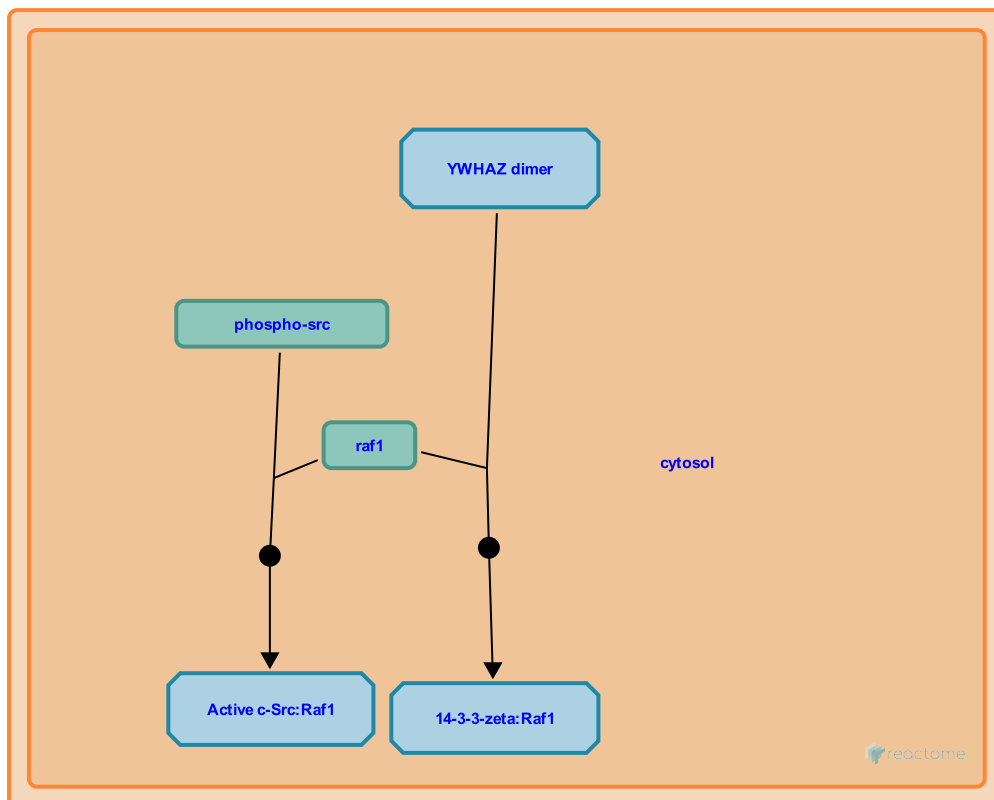 YWHAZ dimer
phospho-src
raf1
cytosol
Active c-Src:Raf1
14-3-3-zeta:Raf1
reactome